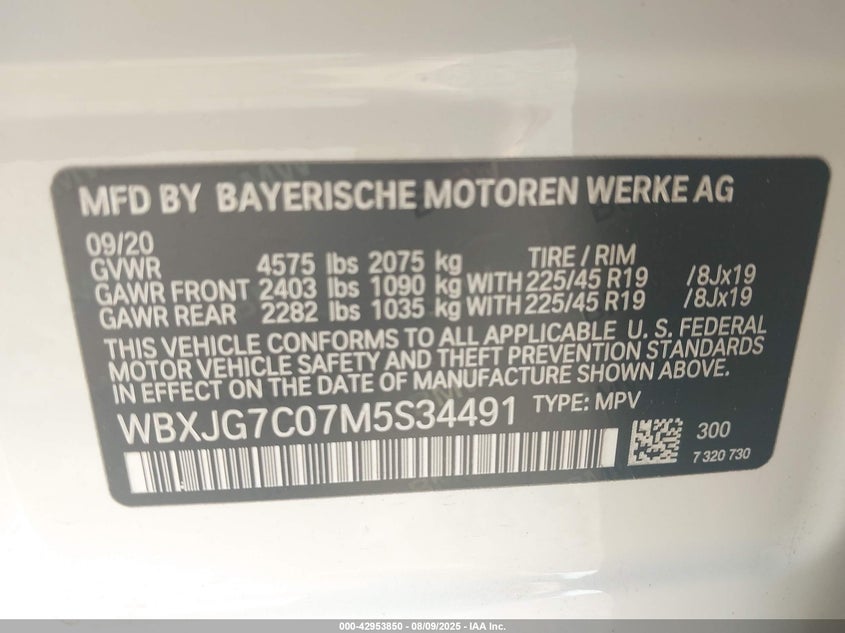 MFD BY BAYERISCHE MOTOREN WERKE AG
09/20
GVWR 4575 lbs 2075 kg TIRE / RIM
GAWR FRONT 2403 lbs 1090 kg WITH 225/45 R19 /8Jx19
GAWR REAR 2282 lbs 1035 kg WITH 225/45 R19 /8Jx19
THIS VEHICLE CONFORMS TO ALL APPLICABLE U.S. FEDERAL
MOTOR VEHICLE SAFETY AND THEFT PREVENTION STANDARDS
IN EFFECT ON THE DATE OF MANUFACTURE SHOWN ABOVE.
WBXJG7C07M5S34491 TYPE: MPV
300
7 320 730
000-42953850 - 08/09/2025 - IAA Inc.